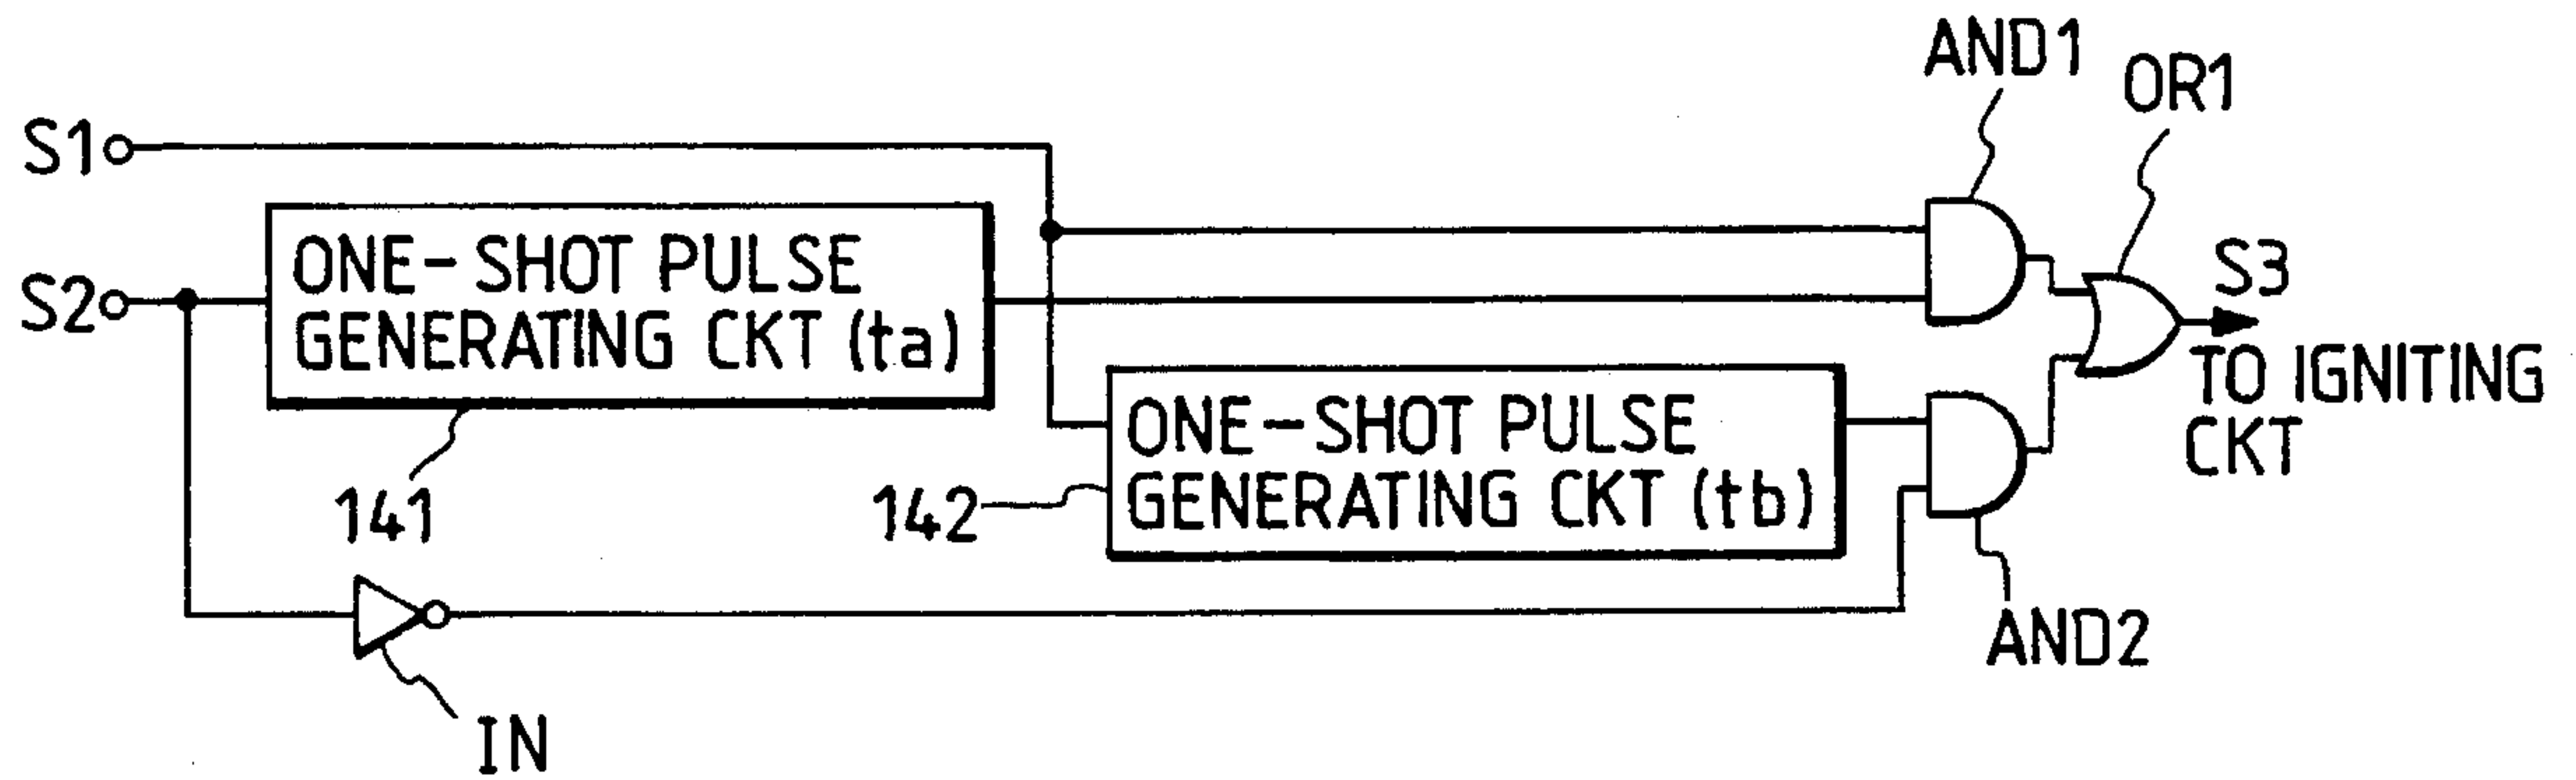 AND1
OR1
S1
S2
ONE-SHOT PULSE
GENERATING CKT (ta)
S3
TO IGNITING
CKT
ONE-SHOT PULSE
GENERATING CKT (tb)
141
142
AND2
IN